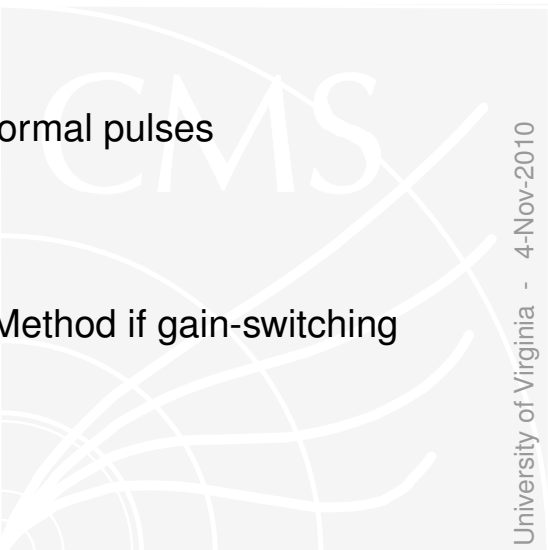 CMS
ormal pulses
Method if gain-switching
University of Virginia - 4-Nov-2010